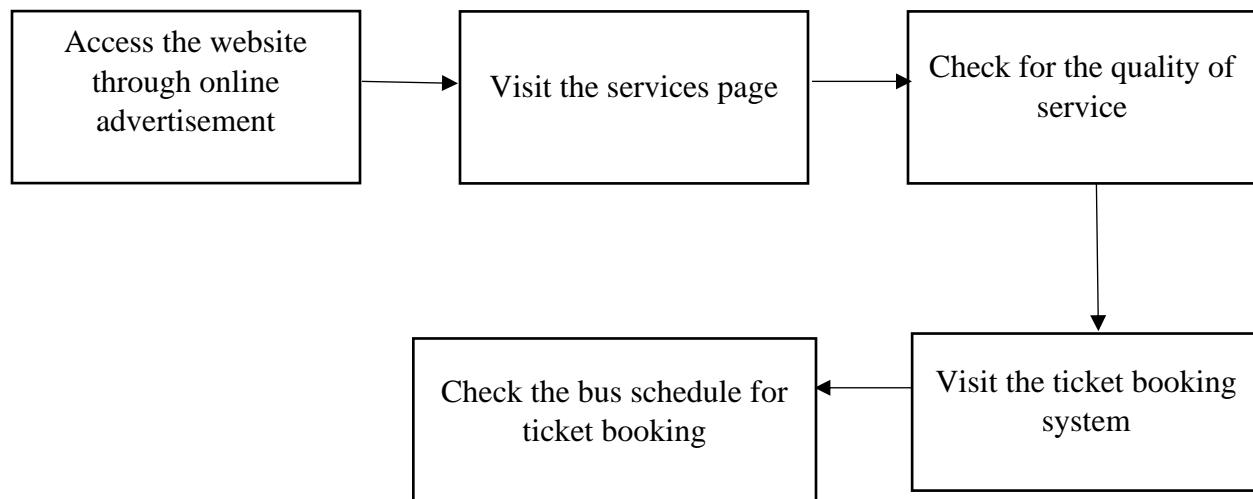 Access the website
through online
advertisement
Visit the services page
Check for the quality of
service
Visit the ticket booking
system
Check the bus schedule for
ticket booking